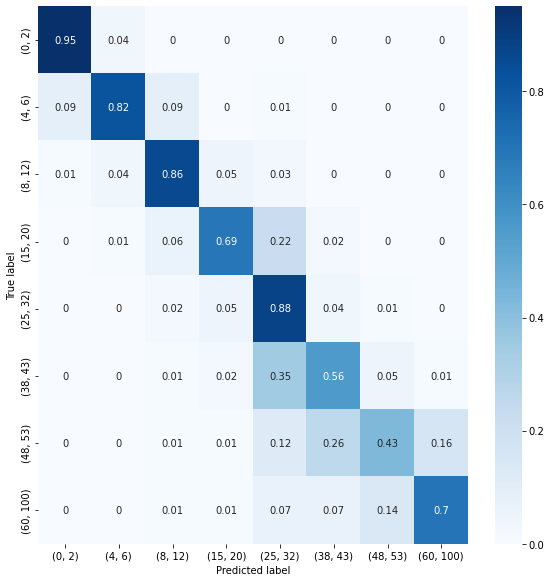 True label
(0, 2) 0.95 0.04 0 0 0 0 0 0
(4, 6) 0.09 0.82 0.09 0 0.01 0 0 0
(8, 12) 0.01 0.04 0.86 0.05 0.03 0 0 0
(15, 20) 0 0.01 0.06 0.69 0.22 0.02 0 0
(25, 32) 0 0 0.02 0.05 0.88 0.04 0.01 0
(38, 43) 0 0 0.01 0.02 0.35 0.56 0.05 0.01
(48, 53) 0 0 0.01 0.01 0.12 0.26 0.43 0.16
(60, 100) 0 0 0.01 0.01 0.07 0.07 0.14 0.7
(0, 2) (4, 6) (8, 12) (15, 20) (25, 32) (38, 43) (48, 53) (60, 100)
Predicted label
0.8
0.6
0.4
0.2
0.0